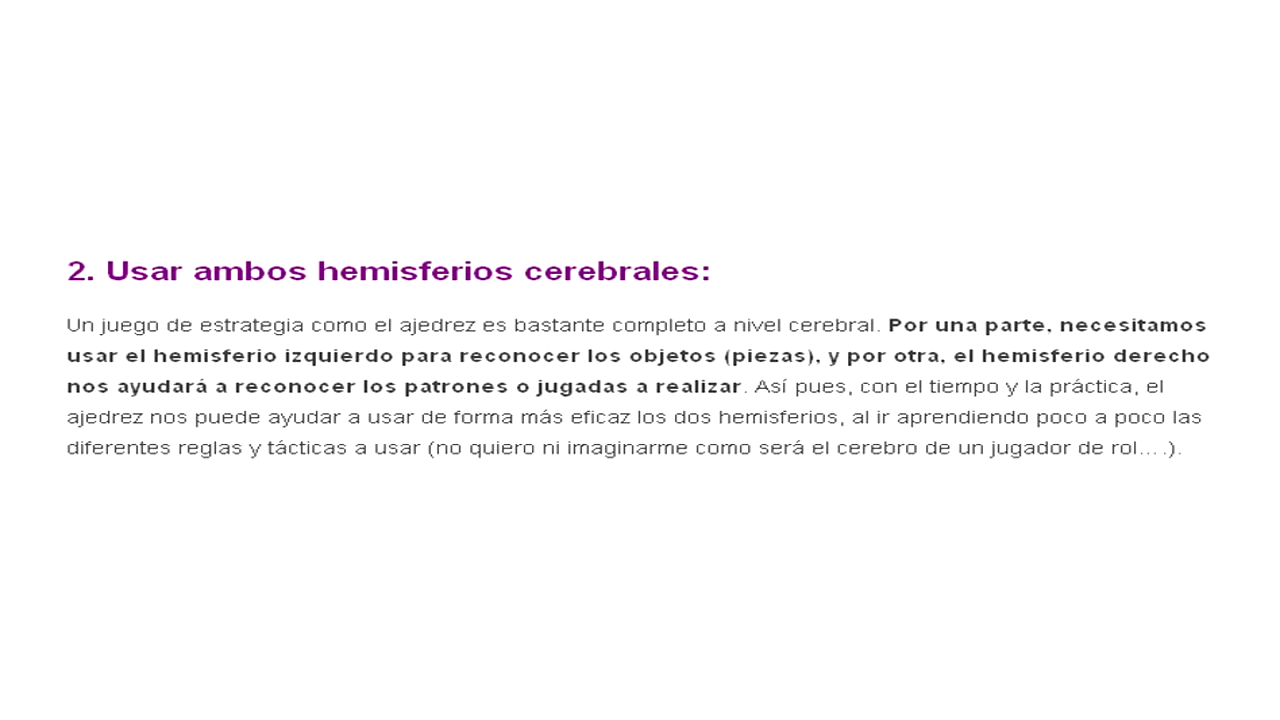 2. Usar ambos hemisferios cerebrales:
Un juego de estrategia como el ajedrez es bastante completo a nivel cerebral. Por una parte, necesitamos
usar el hemisferio izquierdo para reconocer los objetos (piezas), y por otra, el hemisferio derecho
nos ayudará a reconocer los patrones o jugadas a realizar. Así pues, con el tiempo y la práctica, el
ajedrez nos puede ayudar a usar de forma más eficaz los dos hemisferios, al ir aprendiendo poco a poco las
diferentes reglas y tácticas a usar (no quiero ni imaginarme como será el cerebro de un jugador de rol....).